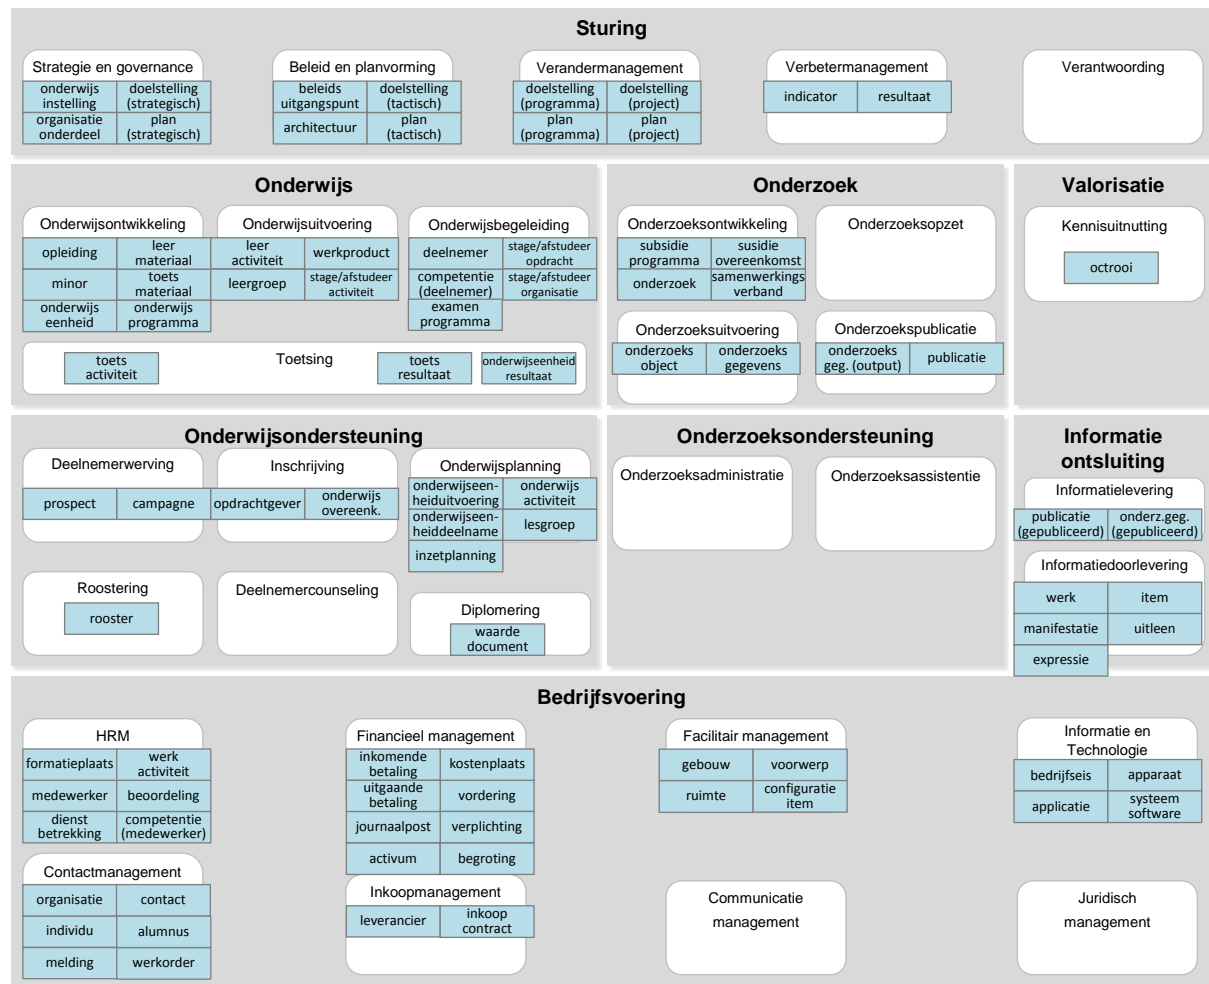 Sturing
Strategie en governance
onderwijs
instelling
doelstelling
(strategisch)
organisatie
onderdeel
plan
(strategisch)
Beleid en planvorming
beleids
uitgangspunt
doelstelling
(tactisch)
architectuur
plan
(tactisch)
Verandermanagement
doelstelling
(programma)
doelstelling
(project)
plan
(programma)
plan
(project)
Verbetermanagement
indicator
resultaat
Verantwoording
Onderwijs
Onderwijsontwikkeling
opleiding
leer
materiaal
minor
toets
materiaal
onderwijs
eenheid
onderwijs
programma
Onderwijsuitvoering
leer
activiteit
werkproduct
leergroep
stage/afstudeer
activiteit
Onderwijsbegeleiding
deelnemer
stage/afstudeer
opdracht
competentie
(deelnemer)
stage/afstudeer
organisatie
examen
programma
toets
activiteit
Toetsing
toets
resultaat
onderwijseenheid
resultaat
Onderzoek
Onderzoeksontwikkeling
subsidie
programma
susidie
overeenkomst
onderzoek
samenwerkings
verband
Onderzoeksopzet
Onderzoeksuitvoering
onderzoeks
object
onderzoeks
gegevens
Onderzoekspublicatie
onderzoeks
geg. (output)
publicatie
Valorisatie
Kennisuitnutting
octrooi
Onderwijsondersteuning
Deelnemerwerving
prospect
campagne
Inschrijving
opdrachtgever
onderwijs
overeenk.
Onderwijsplanning
onderwijseen-
heiduitvoering
onderwijs
activiteit
onderwijseen-
heiddeelname
lesgroep
inzetplanning
Roostering
rooster
Deelnemercounseling
Diplomering
waarde
document
Onderzoeksondersteuning
Onderzoeksadministratie
Onderzoeksassistentie
Informatie
ontsluiting
Informatielevering
publicatie
(gepubliceerd)
onderz.geg.
(gepubliceerd)
Informatiedoorlevering
werk
item
manifestatie
uitleen
expressie
Bedrijfsvoering
HRM
formatieplaats
werk
activiteit
medewerker
beoordeling
dienst
betrekking
competentie
(medewerker)
Contactmanagement
organisatie
contact
individu
alumnus
melding
werkorder
Financieel management
inkomende
betaling
kostenplaats
uitgaande
betaling
vordering
journaalpost
verplichting
activum
begroting
Inkoopmanagement
leverancier
inkoop
contract
Facilitair management
gebouw
voorwerp
ruimte
configuratie
item
Communicatie
management
Informatie en
Technologie
bedrijfseis
apparaat
applicatie
systeem
software
Juridisch
management